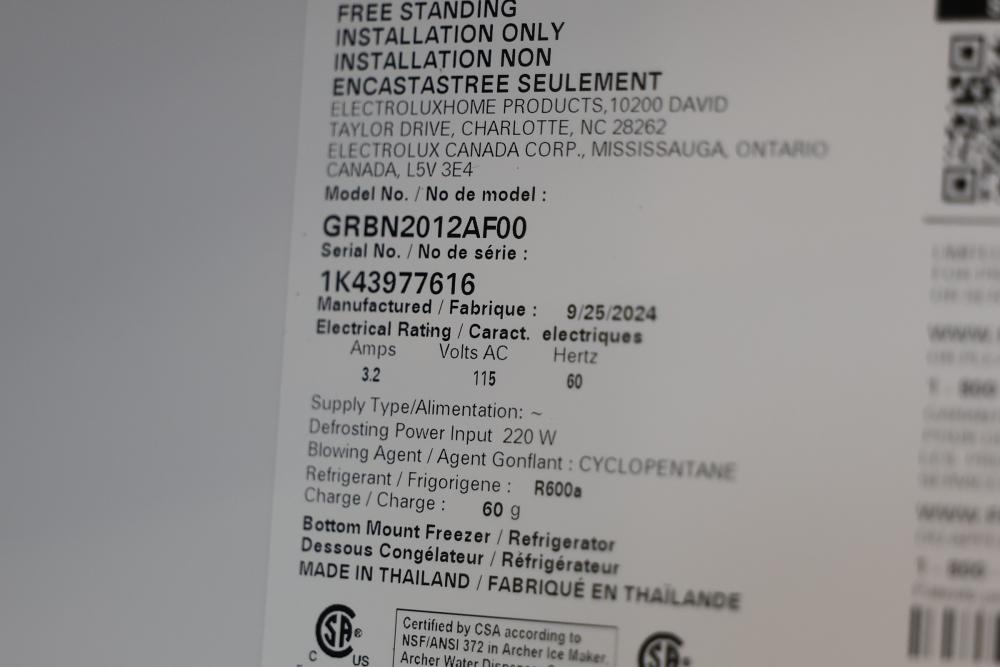 FREE STANDING
INSTALLATION ONLY
INSTALLATION NON
ENCASTASTREE SEULEMENT
ELECTROLUXHOME PRODUCTS,10200 DAVID
TAYLOR DRIVE, CHARLOTTE, NC 28262
ELECTROLUX CANADA CORP., MISSISSAUGA, ONTARIO
CANADA, L5V 3E4
Model No. / No de model :
GRBN2012AF00
Serial No. / No de série :
1K43977616
Manufactured / Fabrique : 9/25/2024
Electrical Rating / Caract. electriques
Amps Volts AC Hertz
3.2 115 60
Supply Type/Alimentation: ~
Defrosting Power Input 220 W
Blowing Agent / Agent Gonflant : CYCLOPENTANE
Refrigerant / Frigorigene : R600a
Charge / Charge : 60 g
Bottom Mount Freezer / Refrigerator
Dessous Congélateur / Réfrigérateur
MADE IN THAILAND / FABRIQUÉ EN THAÏLANDE
SA®
C US
Certified by CSA according to
NSF/ANSI 372 in Archer Ice Maker,
Archer Water
SA®